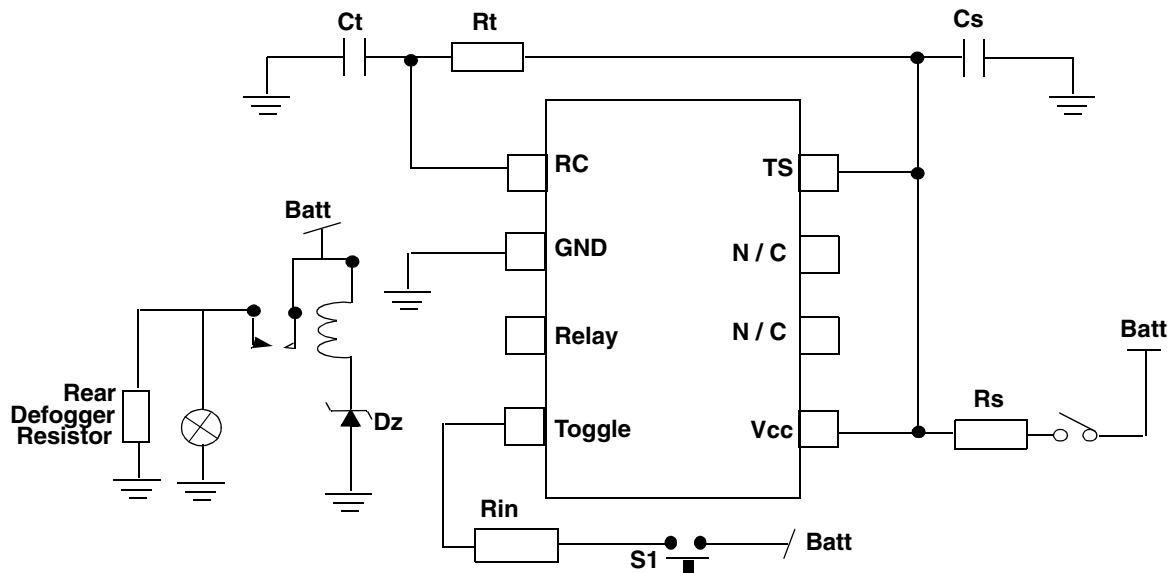 Ct
Rt
Cs
RC
TS
Batt
GND
N / C
Relay
N / C
Batt
Rear
Defogger
Resistor
Dz
Toggle
Vcc
Rs
Rin
S1
Batt